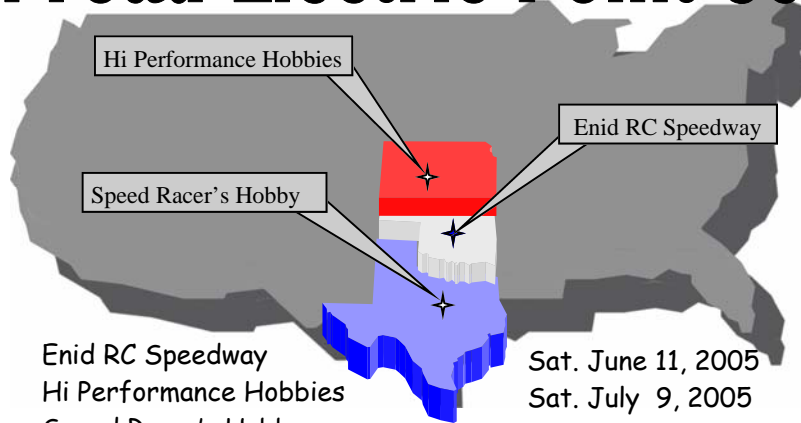 Hi Performance Hobbies
Enid RC Speedway
Speed Racer's Hobby
Enid RC Speedway
Sat. June 11, 2005
Hi Performance Hobbies
Sat. July 9, 2005